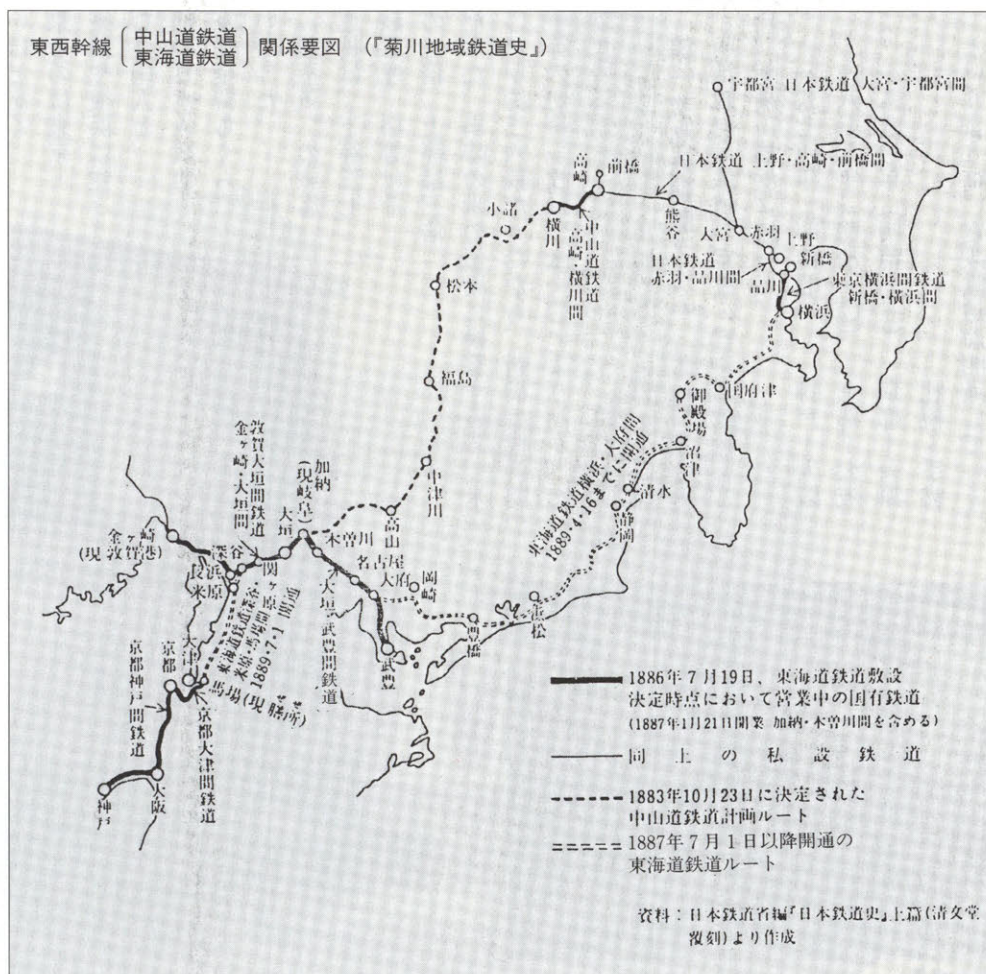 東西幹線〔中山道鉄道 東海道鉄道〕関係要図 (『菊川地域鉄道史』)
宇都宮 日本鉄道 大宮・宇都宮間
日本鉄道 上野・高崎・前橋間
前橋
高崎
熊谷
大宮
赤羽
上野
新橋
日本鉄道
赤羽・品川間
品川
東京横浜間鉄道
新橋・横浜間
横浜
中山道鉄道
高崎・横川間
横川
小諸
松本
福島
中津川
高山
国府津
御殿場
沼津
清水
静岡
東海道鉄道横浜・大府間
1889・4・16までに開通
浜松
豊橋
岡崎
大府
名古屋
木曽川
加納
(現岐阜)
大垣
敦賀大垣間鉄道
金ヶ崎・大垣間
関ヶ原
深谷
長浜
米原
金ヶ崎
(現敦賀港)
大垣・武豊間鉄道
武豊
東海道鉄道深谷・
米原・馬場間
1889・7・1 開通
馬場(現膳所)
大津
京都
京都大津間鉄道
京都神戸間鉄道
大阪
神戸
1886年7月19日、東海道鉄道敷設
決定時点において営業中の国有鉄道
(1887年1月21日開業 加納・木曽川間を含める)
同上の私設鉄道
1883年10月23日に決定された
中山道鉄道計画ルート
1887年7月1日以降開通の
東海道鉄道ルート
資料:日本鉄道省編『日本鉄道史』上篇(清文堂
覆刻)より作成